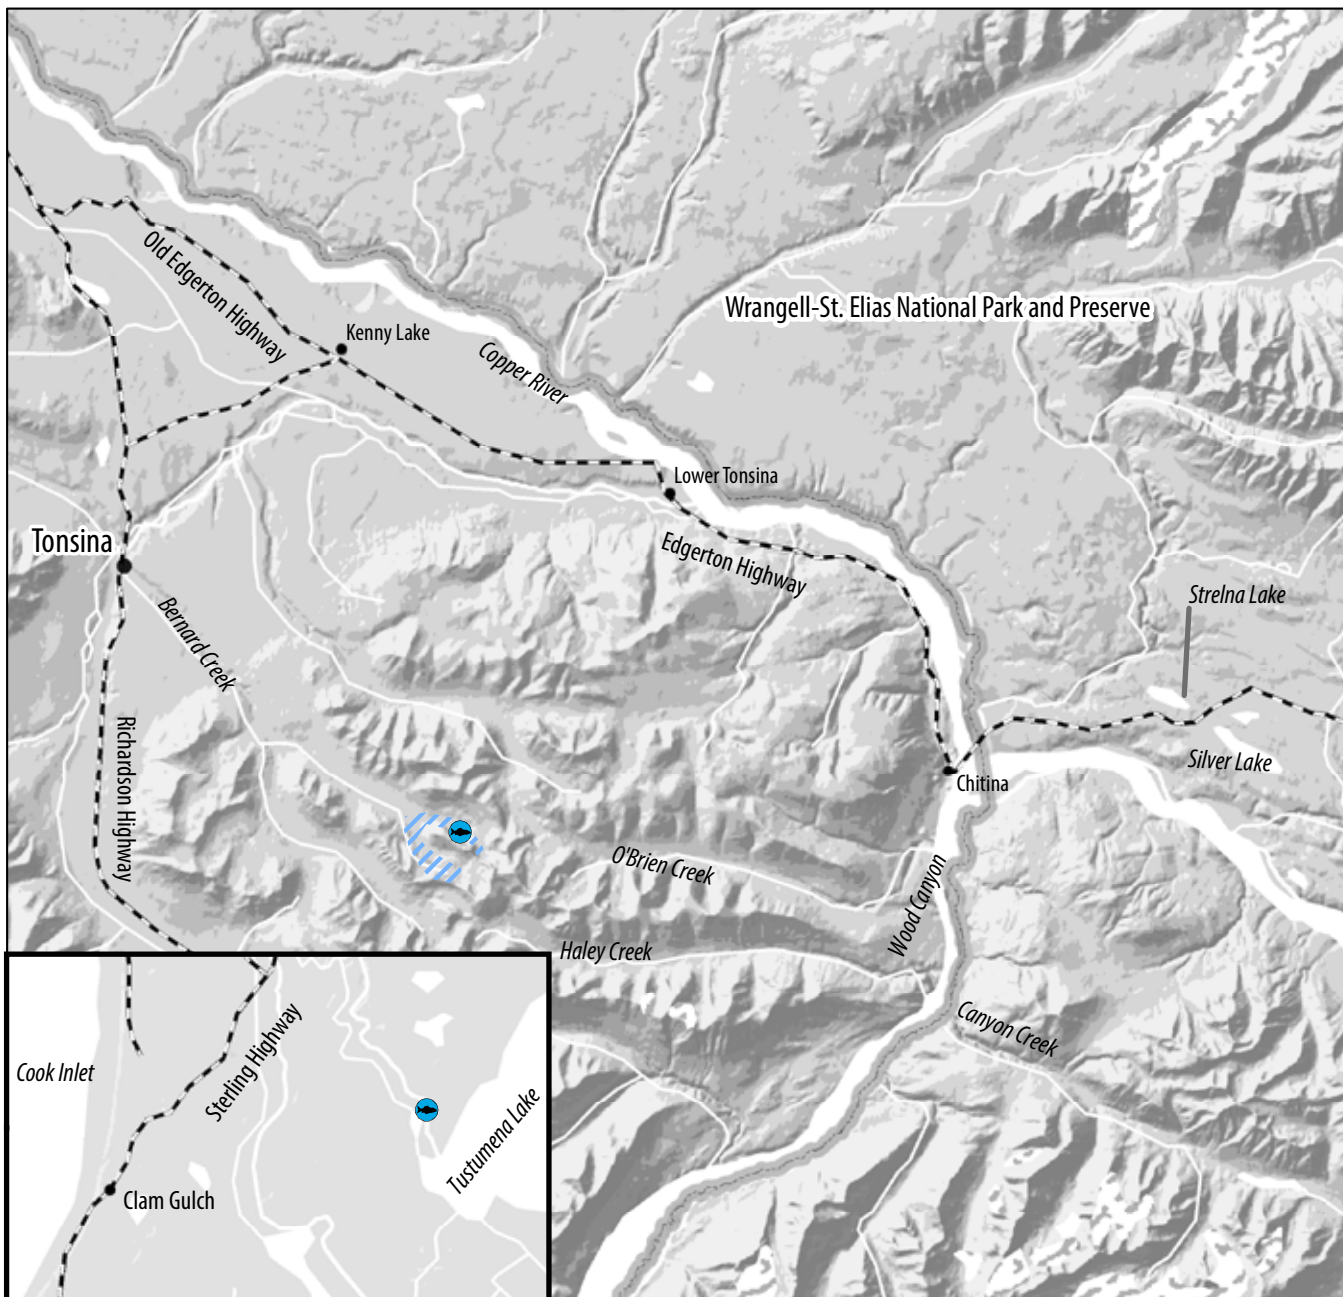 Old Edgerton Highway
Kenny Lake
Copper River
Wrangell-St. Elias National Park and Preserve
Lower Tonsina
Edgerton Highway
Tonsina
Bernard Creek
Richardson Highway
Strelna Lake
Silver Lake
Chitina
O'Brien Creek
Wood Canyon
Haley Creek
Canyon Creek
Cook Inlet
Sterling Highway
Tustumena Lake
Clam Gulch